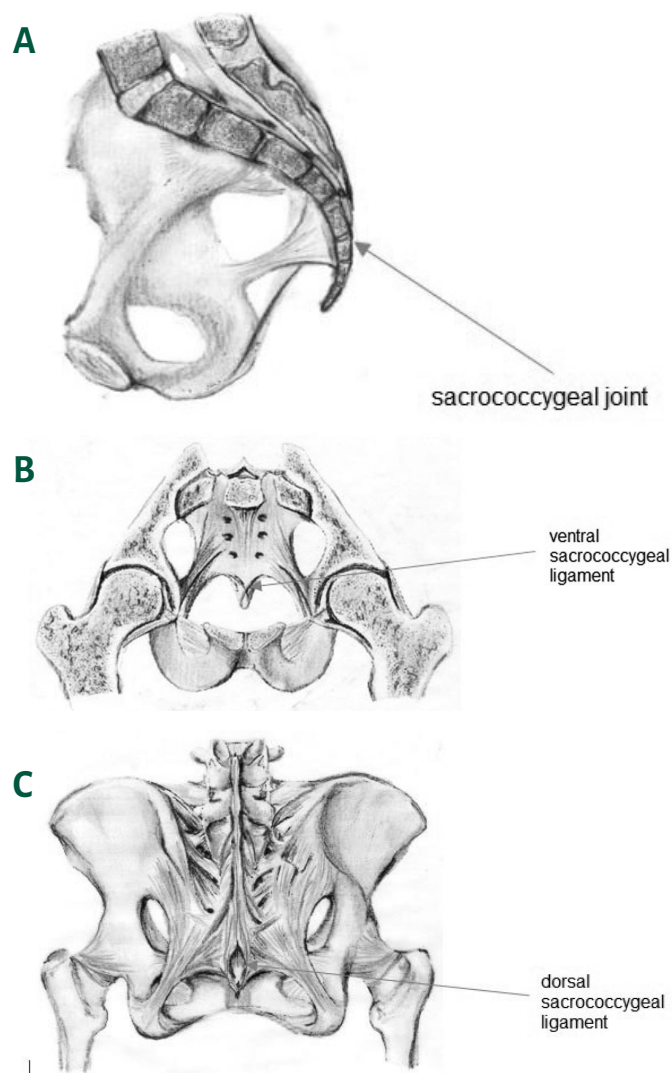 A
sacrococcygeal joint
B
ventral
sacrococcygeal
ligament
C
dorsal
sacrococcygeal
ligament